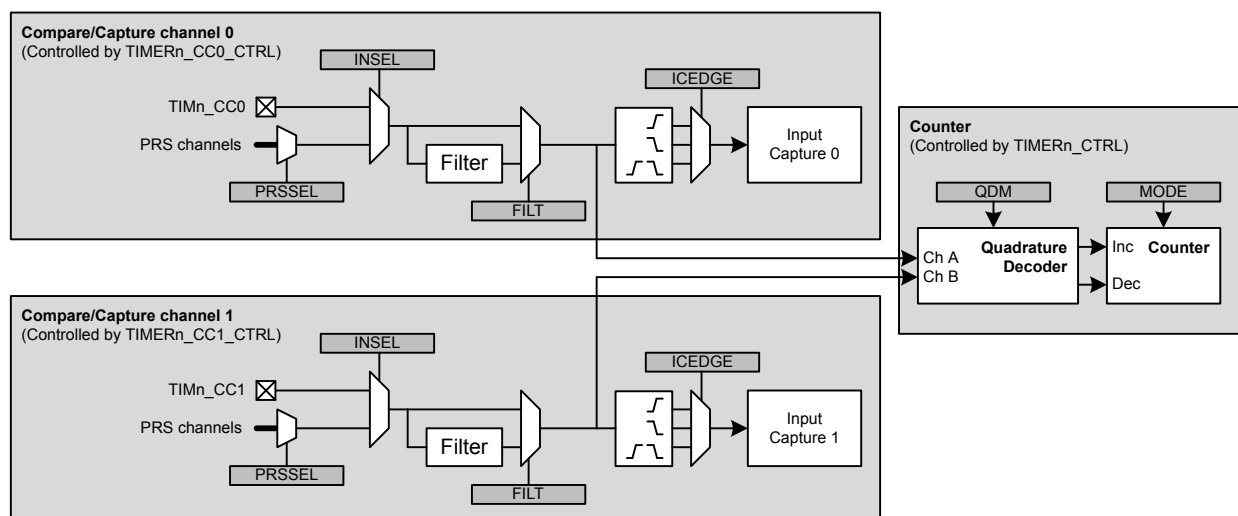 Compare/Capture channel 0
(Controlled by TIMERn_CC0_CTRL)
INSEL
ICEDGE
TIMn_CC0
PRS channels
Filter
Input
Capture 0
PRSSEL
FILT
Counter
(Controlled by TIMERn_CTRL)
QDM
MODE
Ch A
Ch B
Quadrature
Decoder
Inc
Dec
Counter
Compare/Capture channel 1
(Controlled by TIMERn_CC1_CTRL)
INSEL
ICEDGE
TIMn_CC1
PRS channels
Filter
Input
Capture 1
PRSSEL
FILT